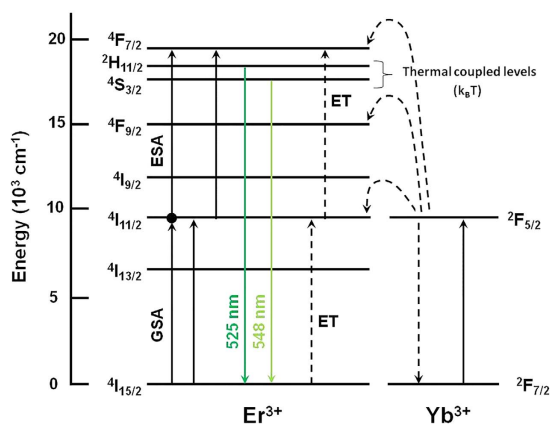 Energy (10³ cm⁻¹)
20
15
10
5
0
⁴F₇/₂
²H₁₁/₂
⁴S₃/₂
⁴F₉/₂
⁴I₉/₂
⁴I₁₁/₂
⁴I₁₃/₂
⁴I₁₅/₂
ESA
GSA
525 nm
548 nm
ET
ET
Thermal coupled levels
(k_BT)
²F₅/₂
²F₇/₂
Er³⁺
Yb³⁺